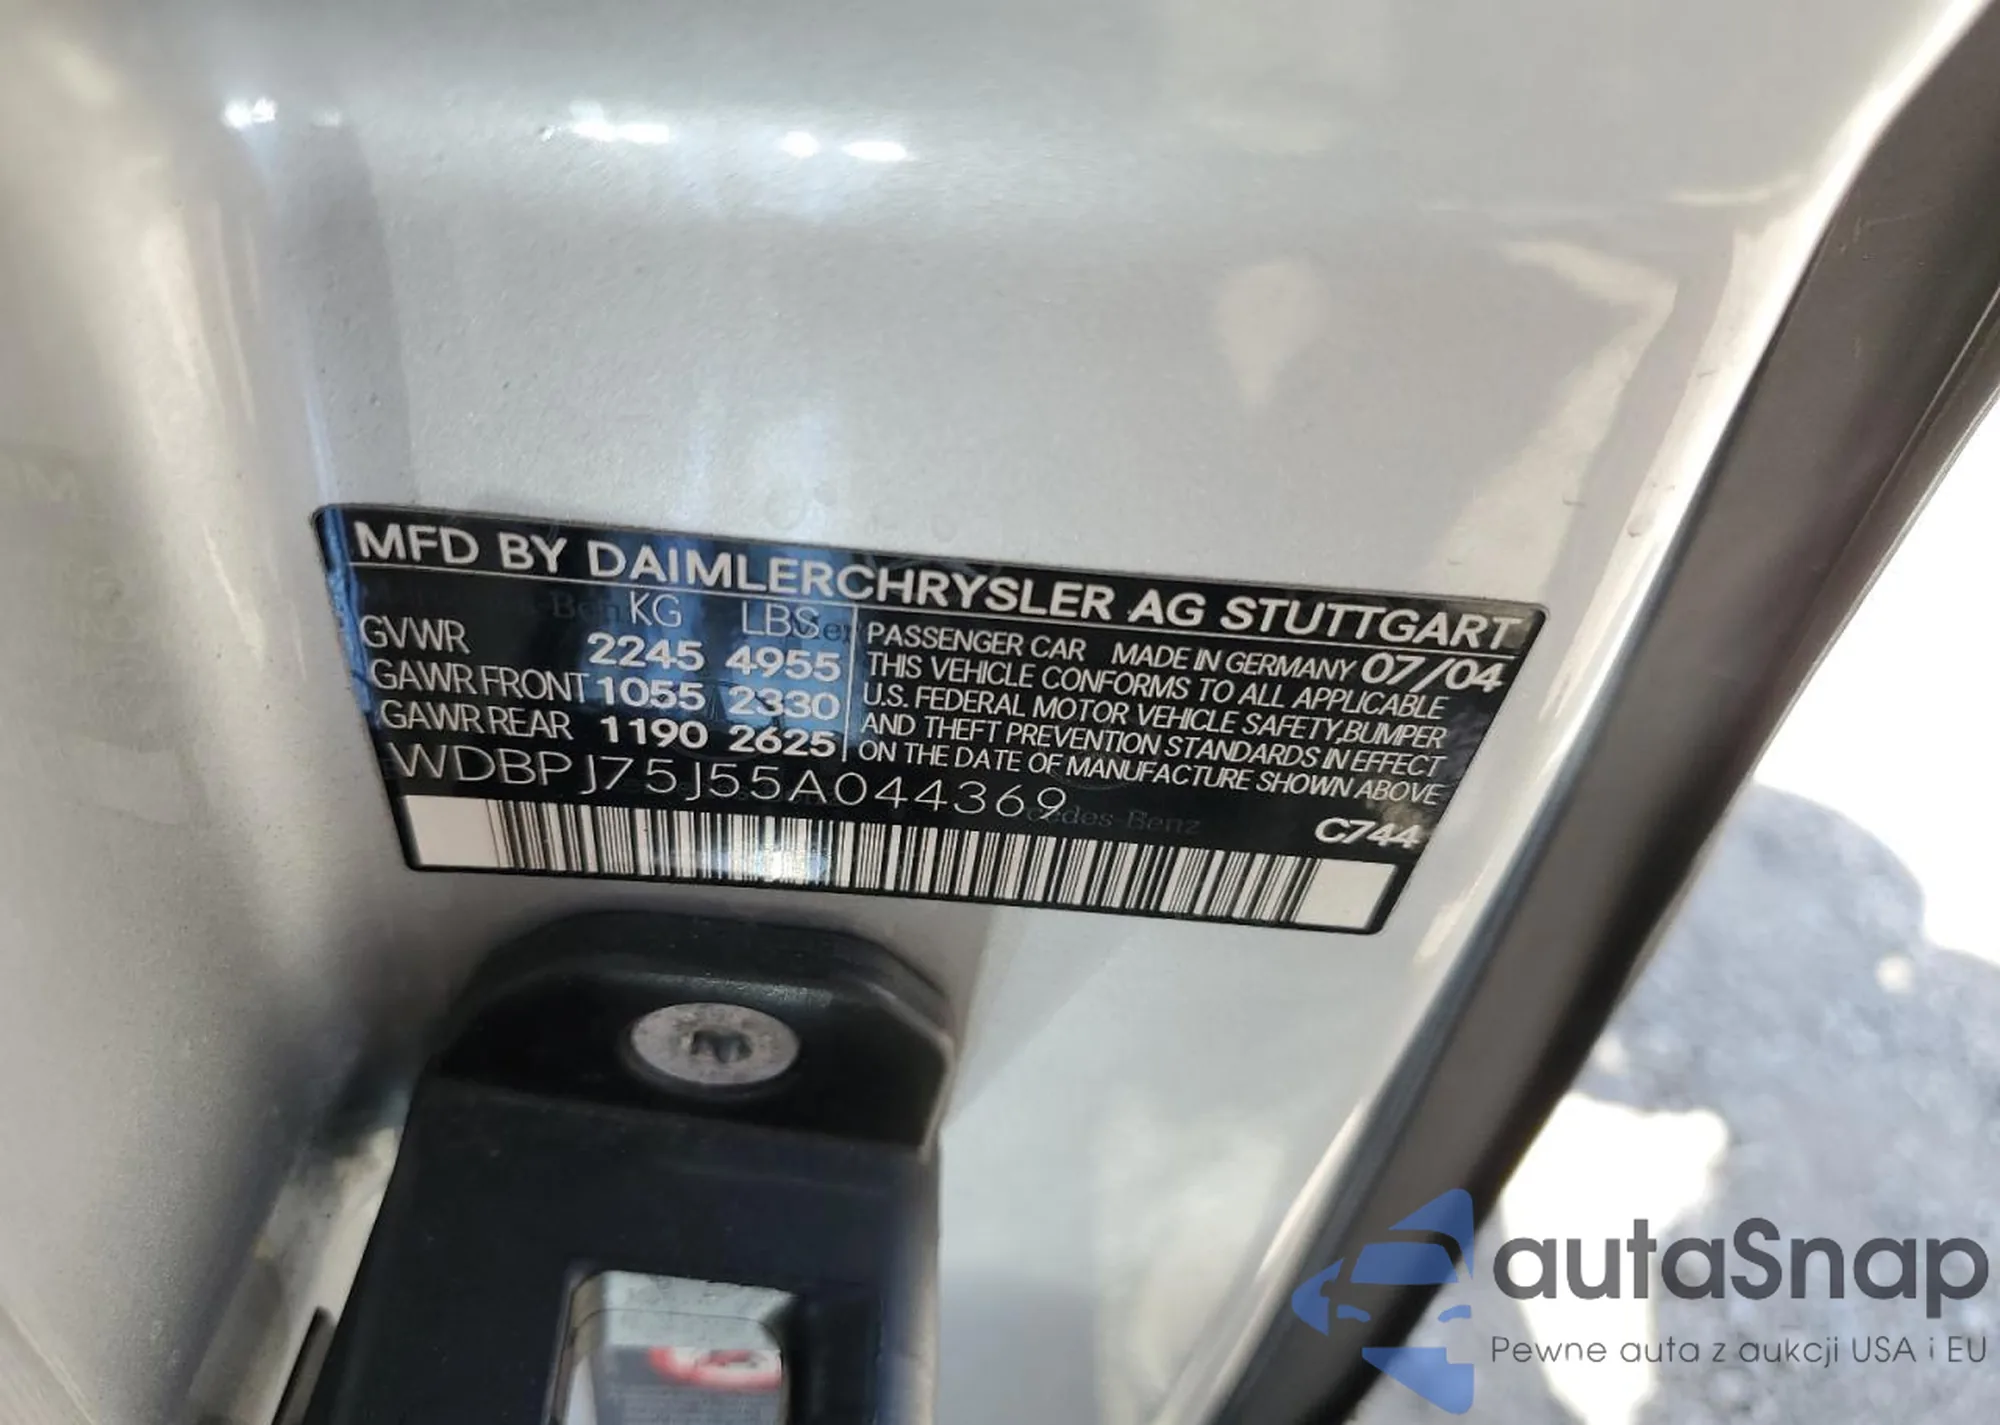 MFD BY DAIMLERCHRYSLER AG STUTTGART
KG LBS
GVWR 2245 4955
GAWR FRONT 1055 2330
GAWR REAR 1190 2625
PASSENGER CAR MADE IN GERMANY 07/04
THIS VEHICLE CONFORMS TO ALL APPLICABLE
U.S. FEDERAL MOTOR VEHICLE SAFETY,BUMPER
AND THEFT PREVENTION STANDARDS IN EFFECT
ON THE DATE OF MANUFACTURE SHOWN ABOVE
WDBPJ75J55A044369
C744
autaSnap
Pewne auta z aukcji USA i EU